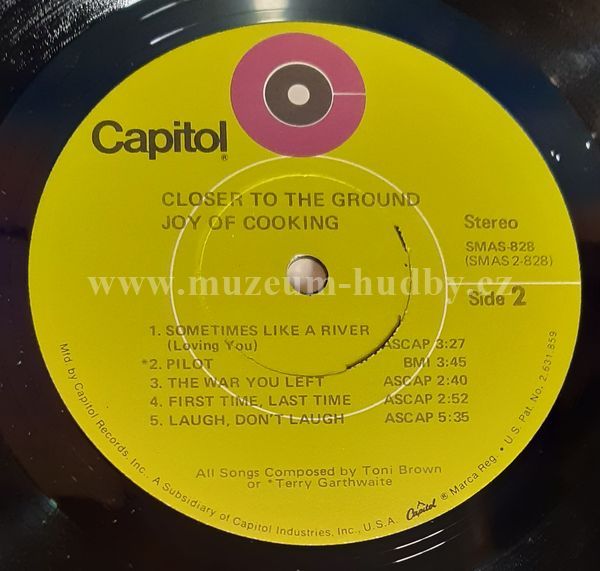 Capitol®
CLOSER TO THE GROUND
JOY OF COOKING
Stereo
SMAS-828
(SMAS 2-828)
www.muzeum-hudby.cz
Side 2
1. SOMETIMES LIKE A RIVER
(Loving You) ASCAP 3:27
*2. PILOT BMI 3:45
3. THE WAR YOU LEFT ASCAP 2:40
4. FIRST TIME, LAST TIME ASCAP 2:52
5. LAUGH, DON'T LAUGH ASCAP 5:35
All Songs Composed by Toni Brown
or *Terry Garthwaite
Mfd by Capitol Records, Inc., A Subsidiary of Capitol Industries, Inc., U.S.A. Capitol® Marca Reg. • U.S. Pat. No. 2,631,859